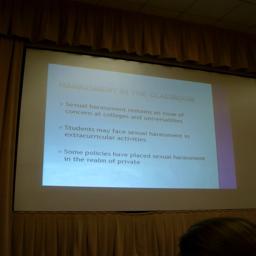 HARASSMENT IN THE CLASSROOM
Sexual harassment remains an issue of
concern at colleges and universities
Students may face sexual harassment in
extracurricular activities
Some policies have placed sexual harassment
in the realm of private